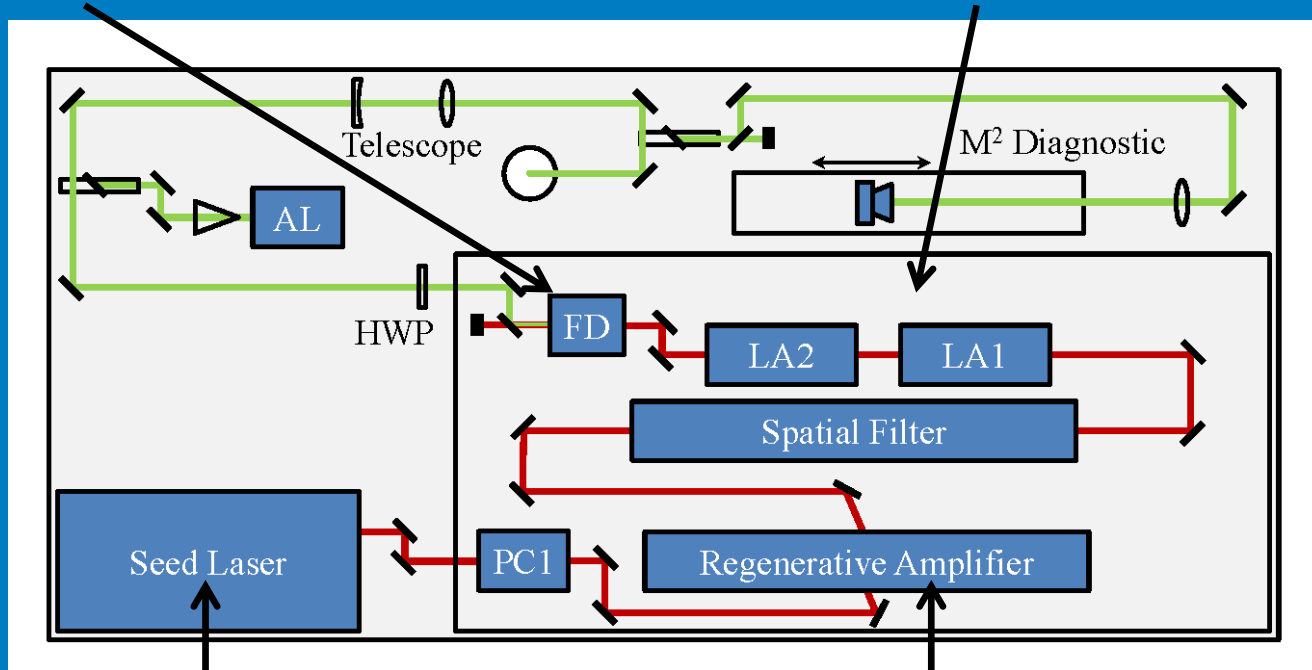 Telescope
M² Diagnostic
AL
HWP
FD
LA2
LA1
Spatial Filter
Seed Laser
PC1
Regenerative Amplifier